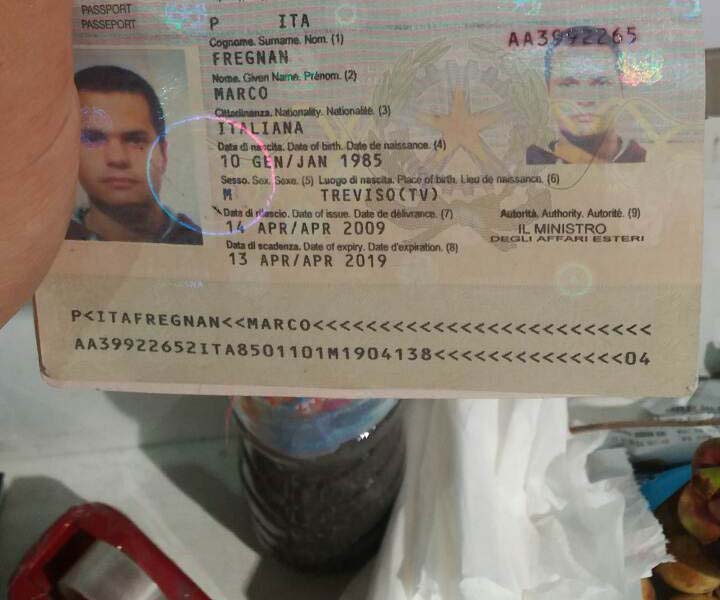 PASSPORT
PASSEPORT
P ITA
Cognome. Surname. Nom. (1)
FREGNAN
AA3992265
Nome. Given Name. Prénom. (2)
MARCO
Cittadinanza. Nationality. Nationalité. (3)
ITALIANA
Data di nascita. Date of birth. Date de naissance. (4)
10 GEN/JAN 1985
Sesso. Sex. Sexe. (5) Luogo di nascita. Place of birth. Lieu de naissance. (6)
M TREVISO(TV)
Data di rilascio. Date of issue. Date de délivrance. (7)
14 APR/APR 2009
Autorità. Authority. Autorité. (9)
IL MINISTRO
DEGLI AFFARI ESTERI
Data di scadenza. Date of expiry. Date d'expiration. (8)
13 APR/APR 2019
P<ITAFREGNAN<<MARCO<<<<<<<<<<<<<<<<<<<<<<<<<
AA39922652ITA8501101M1904138<<<<<<<<<<<<<<04